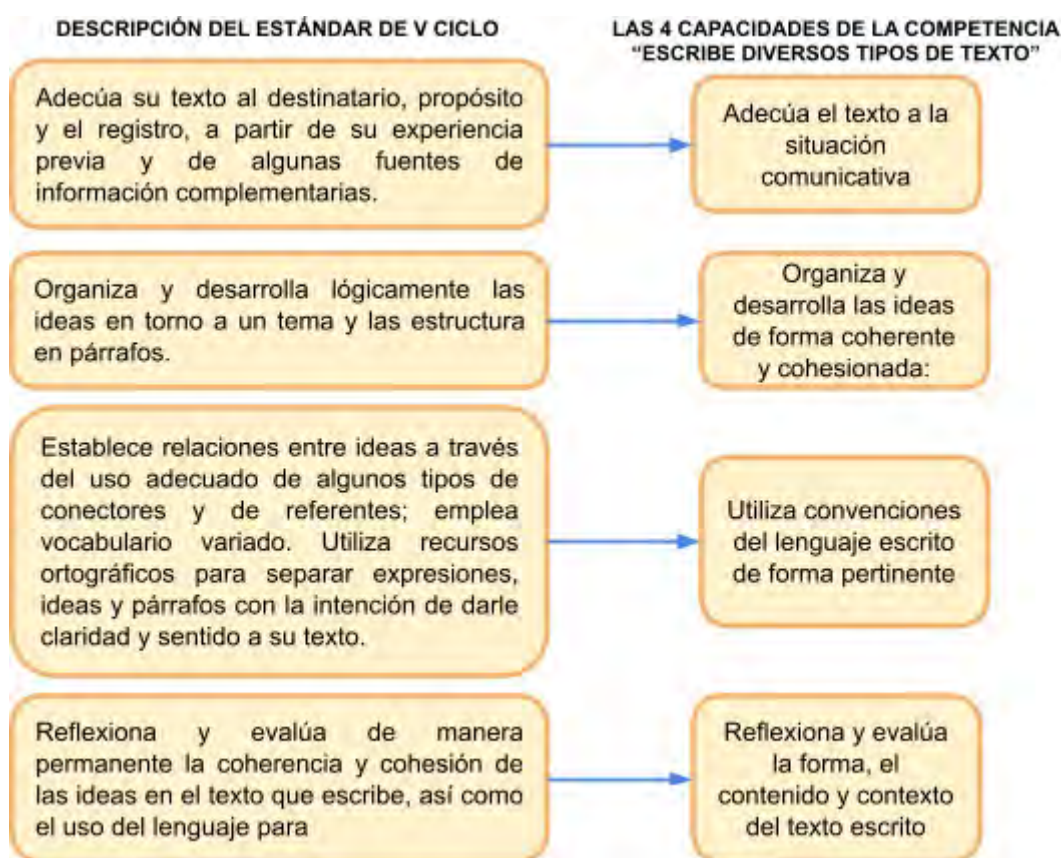 DESCRIPCIÓN DEL ESTÁNDAR DE V CICLO
LAS 4 CAPACIDADES DE LA COMPETENCIA
“ESCRIBE DIVERSOS TIPOS DE TEXTO”
Adecúa su texto al destinatario, propósito
y el registro, a partir de su experiencia
previa y de algunas fuentes de
información complementarias.
Adecúa el texto a la
situación
comunicativa
Organiza y desarrolla lógicamente las
ideas en torno a un tema y las estructura
en párrafos.
Organiza y
desarrolla las ideas
de forma coherente
y cohesionada:
Establece relaciones entre ideas a través
del uso adecuado de algunos tipos de
conectores y de referentes; emplea
vocabulario variado. Utiliza recursos
ortográficos para separar expresiones,
ideas y párrafos con la intención de darle
claridad y sentido a su texto.
Utiliza convenciones
del lenguaje escrito
de forma pertinente
Reflexiona y evalúa de manera
permanente la coherencia y cohesión de
las ideas en el texto que escribe, así como
el uso del lenguaje para
Reflexiona y evalúa
la forma, el
contenido y contexto
del texto escrito